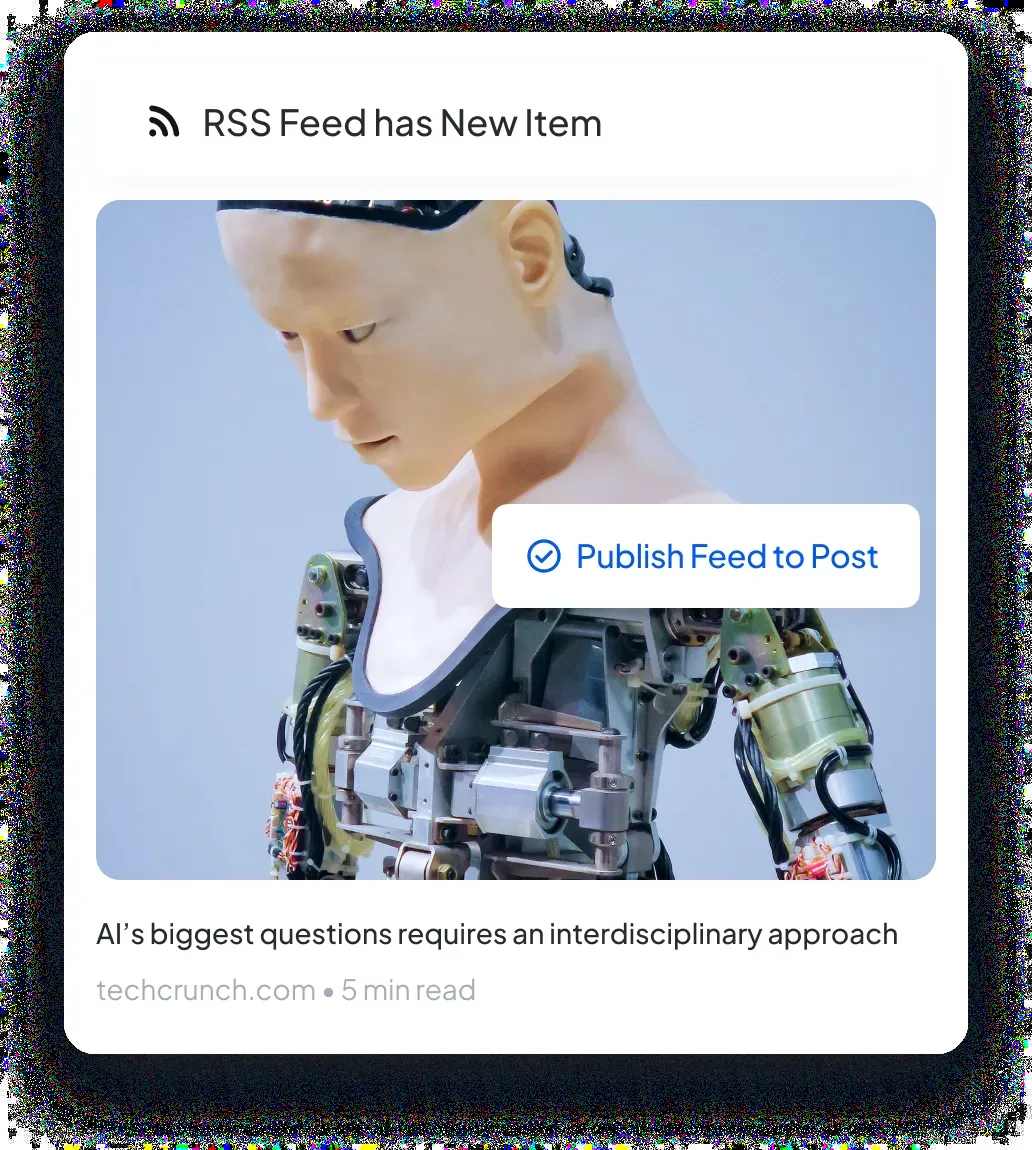 RSS Feed has New Item
Publish Feed to Post
AI’s biggest questions requires an interdisciplinary approach
techcrunch.com • 5 min read